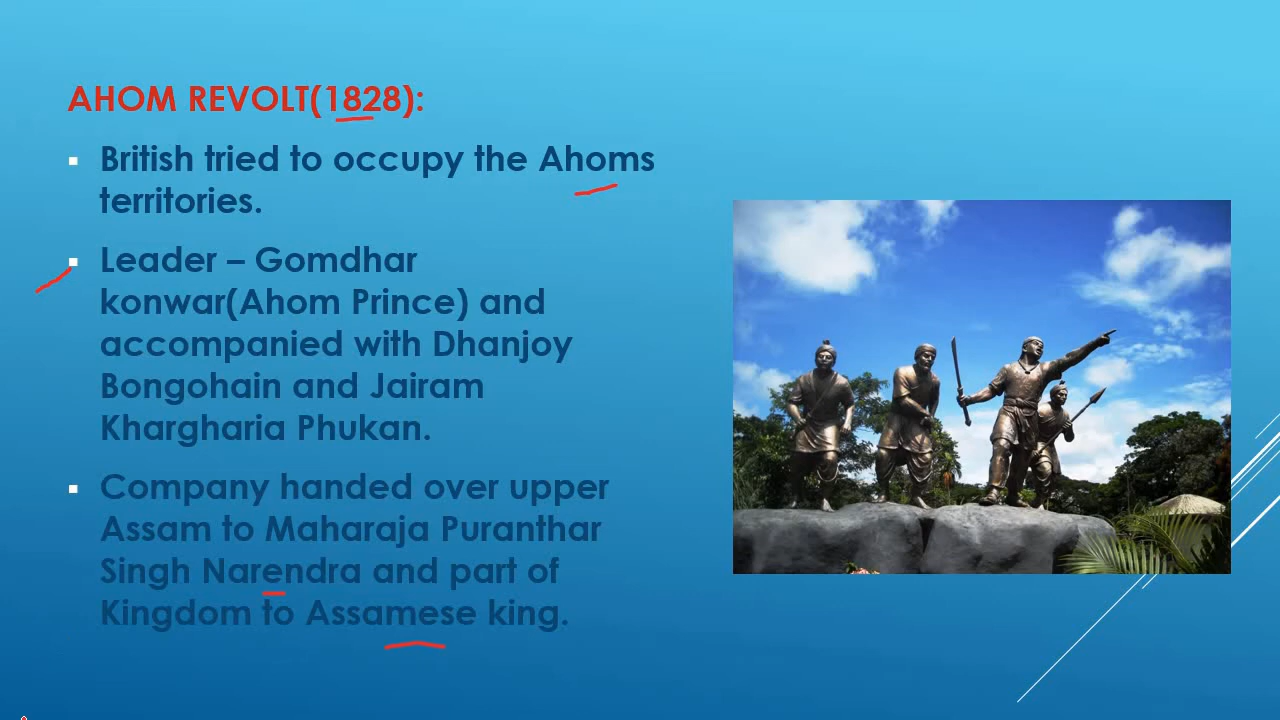 AHOM REVOLT(1828):
British tried to occupy the Ahoms
territories.
Leader – Gomdhar
konwar(Ahom Prince) and
accompanied with Dhanjoy
Bongohain and Jairam
Khargharia Phukan.
Company handed over upper
Assam to Maharaja Puranthar
Singh Narendra and part of
Kingdom to Assamese king.